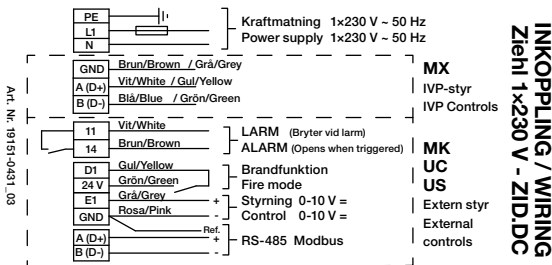 INKOPPLING / WIRING
Ziehl 1×230 V - ZID.DC
PE
L1
N
Kraftmatning 1×230 V ~ 50 Hz
Power supply 1×230 V ~ 50 Hz
GND Brun/Brown / Grå/Grey
A (D+) Vit/White / Gul/Yellow
B (D-) Blå/Blue / Grön/Green
MX
IVP-styr
IVP Controls
11 Vit/White
14 Brun/Brown
LARM (Bryter vid larm)
ALARM (Opens when triggered)
D1 Gul/Yellow
24 V Grön/Green
Brandfunktion
Fire mode
E1 Grå/Grey +
GND Rosa/Pink -
Styrning 0-10 V =
Control 0-10 V =
Ref.
A (D+) +
B (D-) -
RS-485 Modbus
MK
UC
US
Extern styr
External
controls
Art. Nr. 19151-0431_03